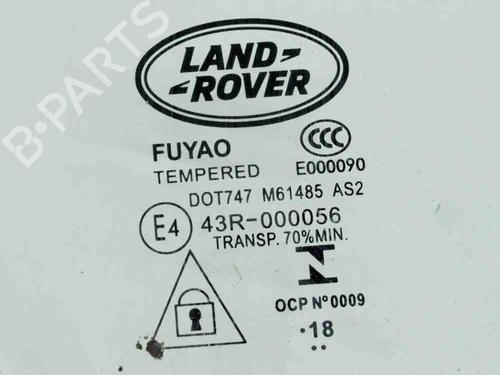 LAND
ROVER
FUYAO
CCC
TEMPERED E000090
DOT747 M61485 AS2
E4 43R-000056
TRANSP. 70%MIN.
OCP N°0009
·18
B-PARTS